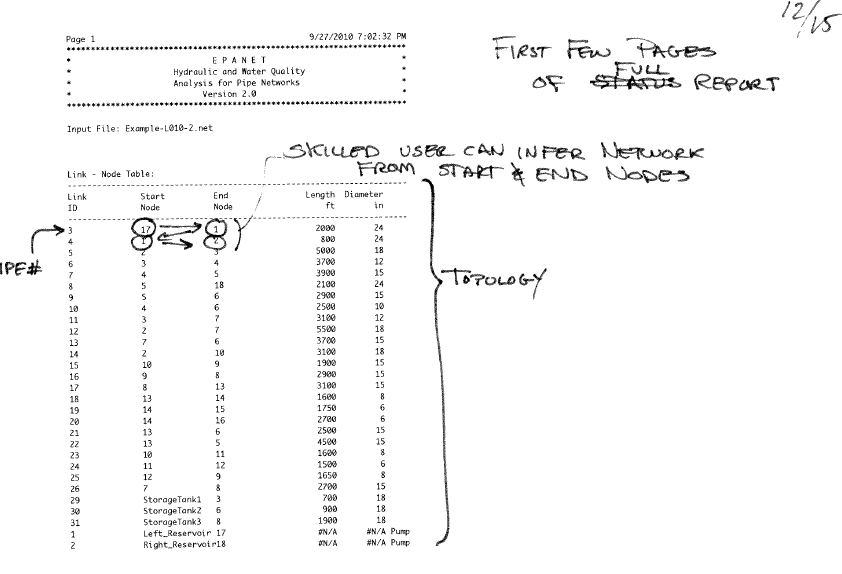 12/15
Page 1 9/27/2010 7:02:32 PM
FIRST FEW PAGES
OF STATUS FULL REPORT
**********************************************************************
* E P A N E T *
* Hydraulic and Water Quality *
* Analysis for Pipe Networks *
* Version 2.0 *
**********************************************************************
Input File: Example-L010-2.net
SKILLED USER CAN INFER NETWORK
FROM START & END NODES
Link - Node Table:
----------------------------------------------------------------------
Link Start End Length Diameter
ID Node Node ft in
----------------------------------------------------------------------
3 17 1 2000 24
4 1 2 800 24
5 2 3 5000 18
6 3 4 3700 12
7 4 5 3900 15
8 5 18 2100 24
9 5 6 2900 15
10 4 6 2500 10
11 3 7 3100 12
12 2 7 5500 18
13 7 6 3700 15
14 2 10 3100 18
15 10 9 1900 15
16 9 8 2900 15
17 8 13 3100 15
18 13 14 1600 8
19 14 15 1750 6
20 14 16 2700 6
21 13 6 2500 15
22 13 5 4500 15
23 10 11 1600 8
24 11 12 1500 6
25 12 9 1650 8
26 7 8 2700 15
29 StorageTank1 3 700 18
30 StorageTank2 6 900 18
31 StorageTank3 8 1900 18
1 Left_Reservoir 17 #N/A #N/A Pump
2 Right_Reservoir18 #N/A #N/A Pump
IPE#
TOPOLOGY